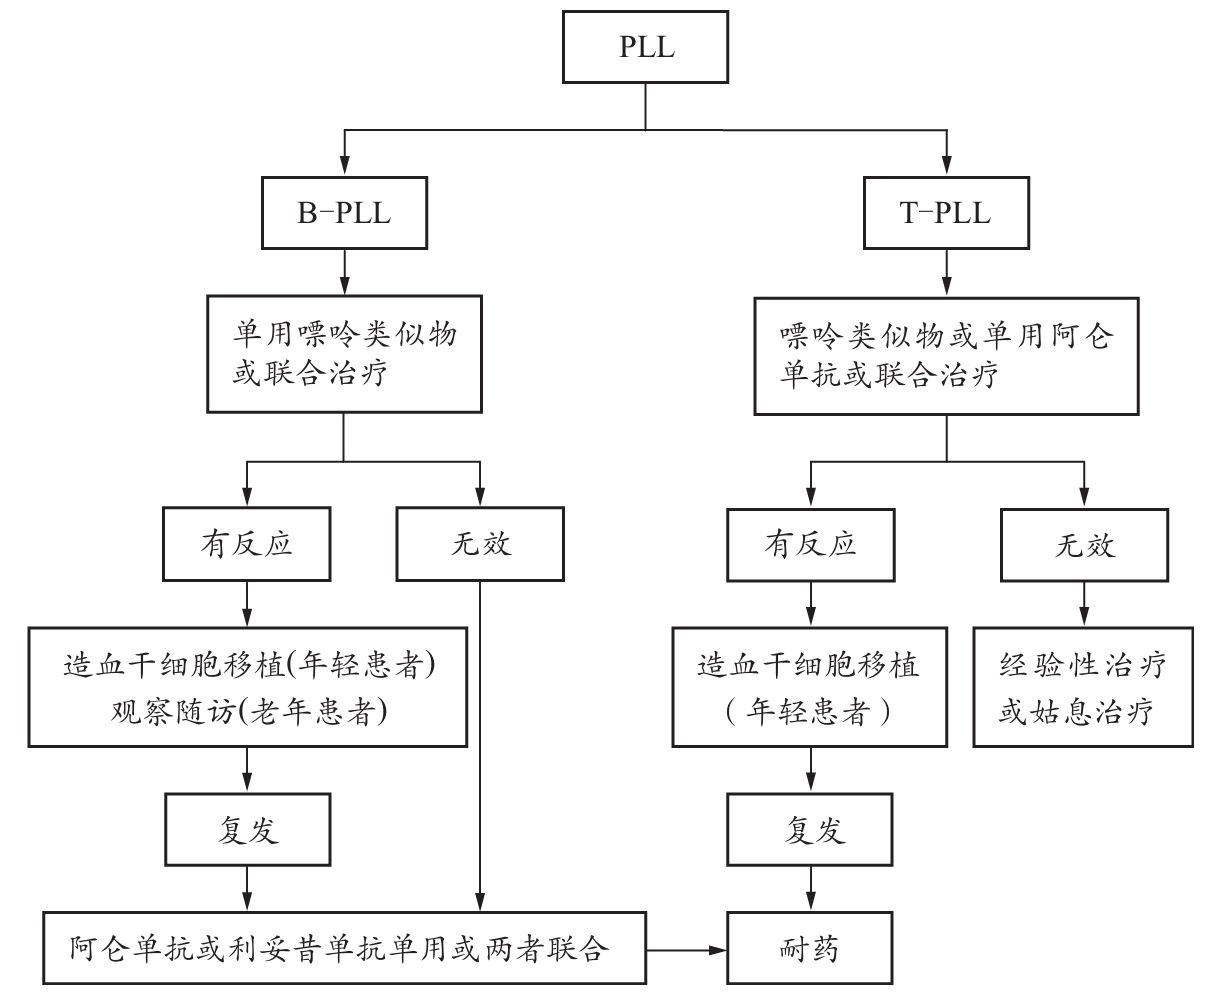 PLL
B-PLL
T-PLL
单用嘌呤类似物
或联合治疗
嘌呤类似物或单用阿仑
单抗或联合治疗
有反应
无效
有反应
无效
造血干细胞移植(年轻患者)
观察随访(老年患者)
造血干细胞移植
(年轻患者)
经验性治疗
或姑息治疗
复发
复发
阿仑单抗或利妥昔单抗单用或两者联合
耐药